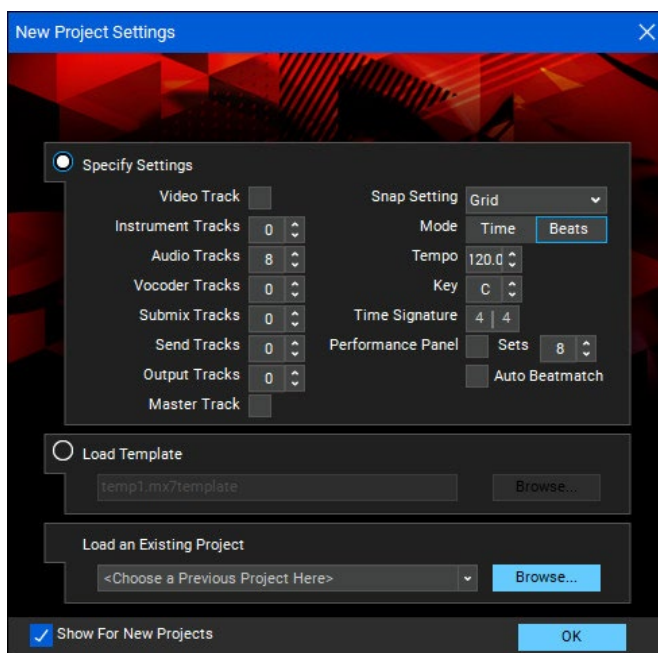 New Project Settings
Specify Settings
Video Track
Instrument Tracks 0
Audio Tracks 8
Vocoder Tracks 0
Submix Tracks 0
Send Tracks 0
Output Tracks 0
Master Track
Snap Setting Grid
Mode Time Beats
Tempo 120.0
Key C
Time Signature 4 | 4
Performance Panel Sets 8
Auto Beatmatch
Load Template
temp1.mx7template Browse...
Load an Existing Project
<Choose a Previous Project Here> Browse...
Show For New Projects OK